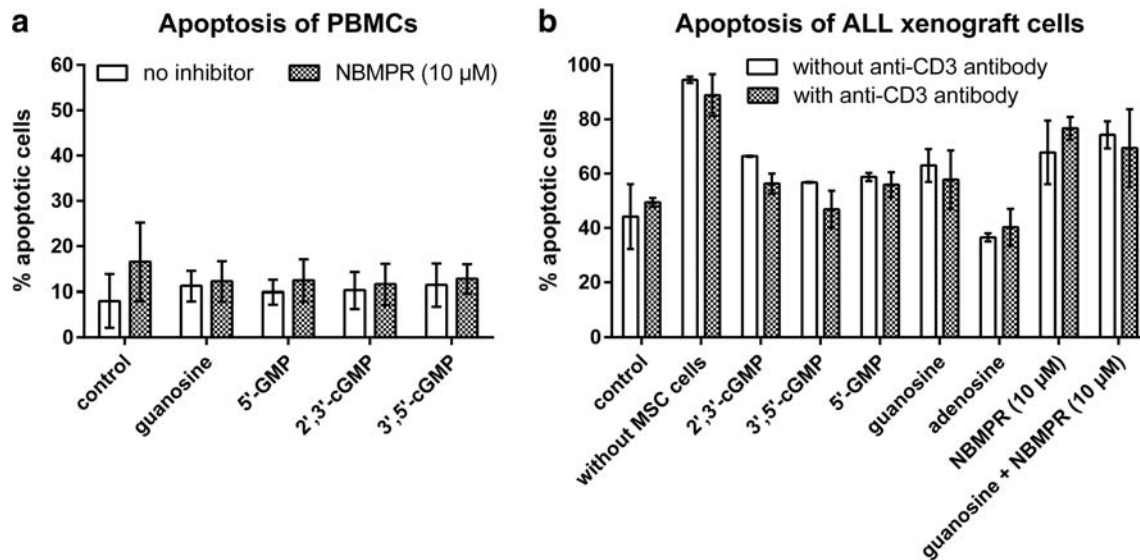 a
Apoptosis of PBMCs
% apoptotic cells
60
50
40
30
20
10
0
no inhibitor
NBMPR (10 µM)
control
guanosine
5'-GMP
2',3'-cGMP
3',5'-cGMP
b
Apoptosis of ALL xenograft cells
% apoptotic cells
100
80
60
40
20
0
without anti-CD3 antibody
with anti-CD3 antibody
control
without MSC cells
2',3'-cGMP
3',5'-cGMP
5'-GMP
guanosine
adenosine
NBMPR (10 µM)
guanosine + NBMPR (10 µM)